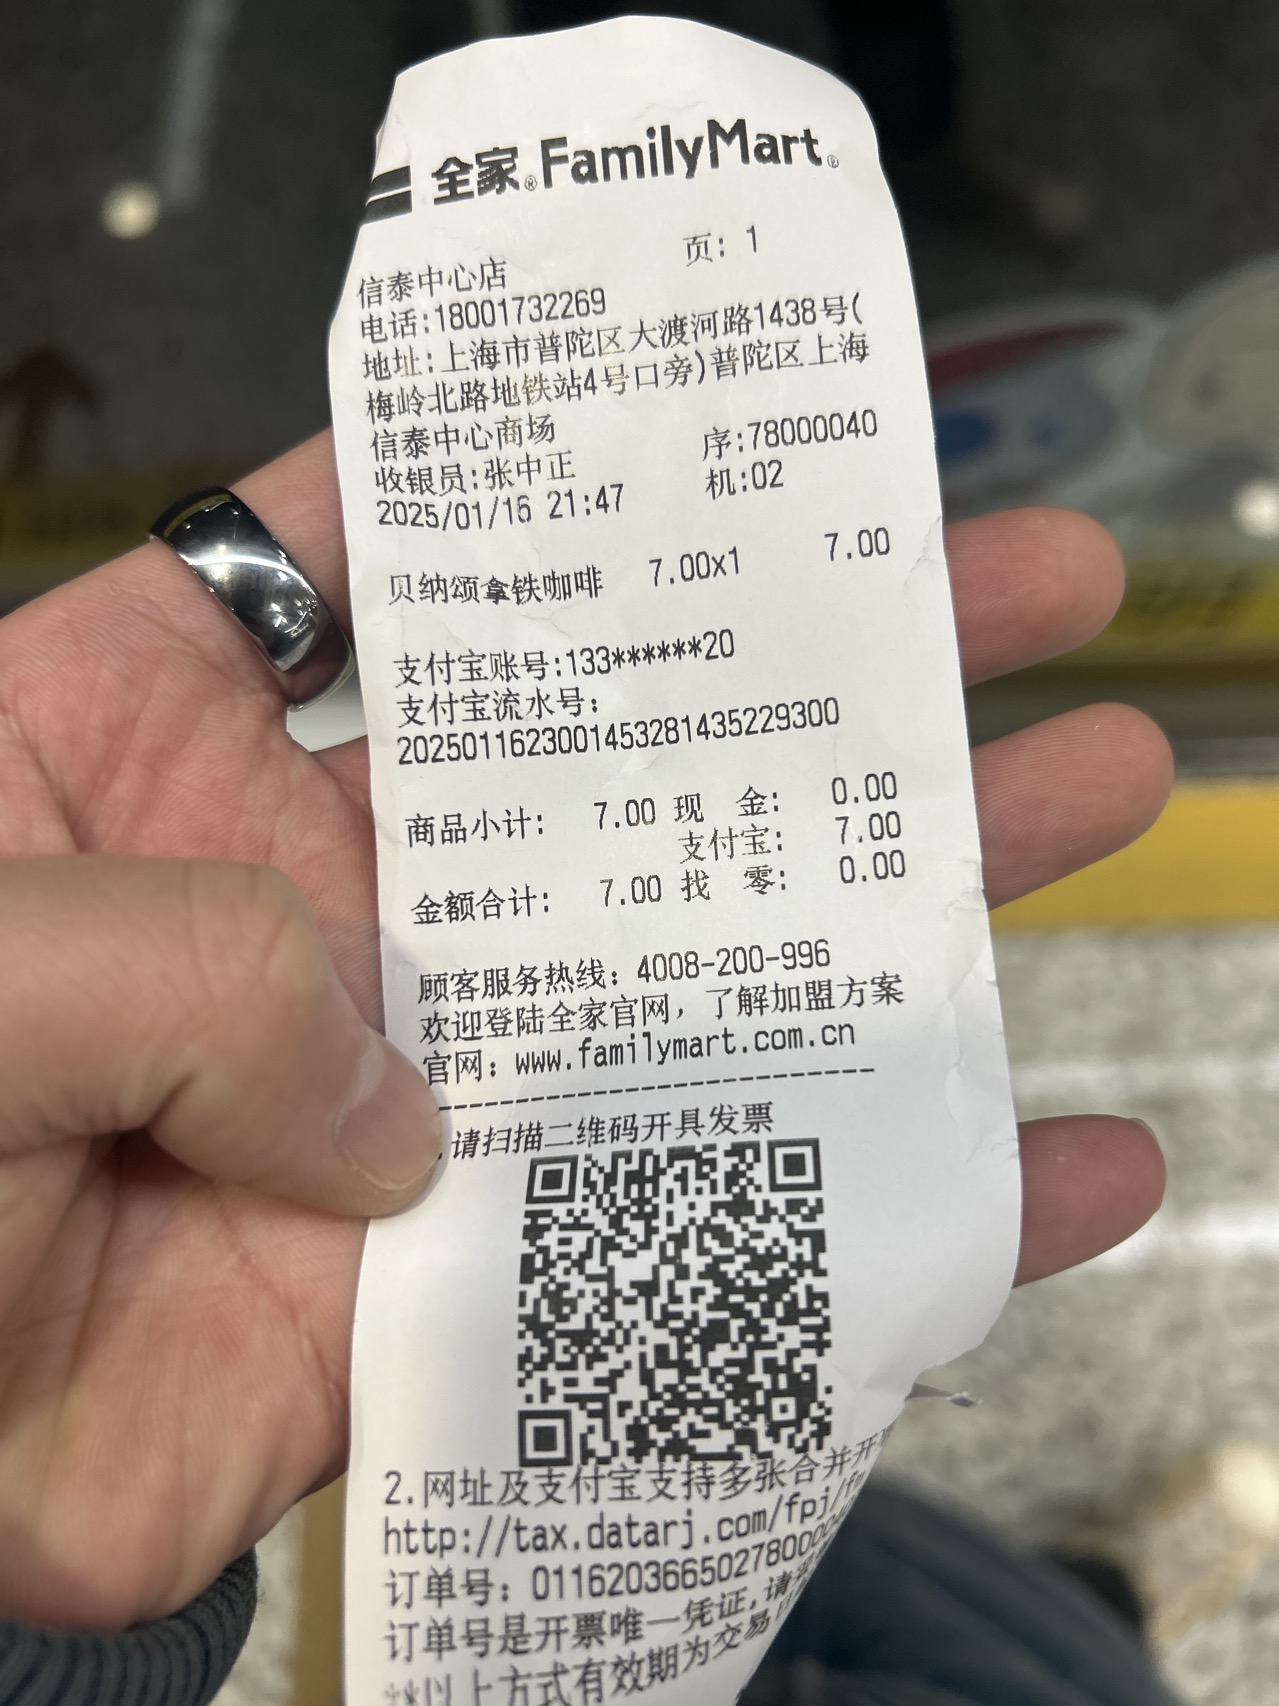 全家® FamilyMart®
页: 1
信泰中心店
电话:18001732269
地址:上海市普陀区大渡河路1438号(
梅岭北路地铁站4号口旁)普陀区上海
信泰中心商场 序:78000040
收银员:张中正 机:02
2025/01/16 21:47
贝纳颂拿铁咖啡 7.00x1 7.00
支付宝账号:133******20
支付宝流水号:
2025011623001453281435229300
商品小计: 7.00 现 金: 0.00
支付宝: 7.00
金额合计: 7.00 找 零: 0.00
顾客服务热线: 4008-200-996
欢迎登陆全家官网，了解加盟方案
官网: www.familymart.com.cn
--------------------------------
请扫描二维码开具发票
2.网址及支付宝支持多张合并开
http://tax.datarj.com/fpj/
订单号: 01162036650278000
订单号是开票唯一凭证,请
**以上方式有效期为交易